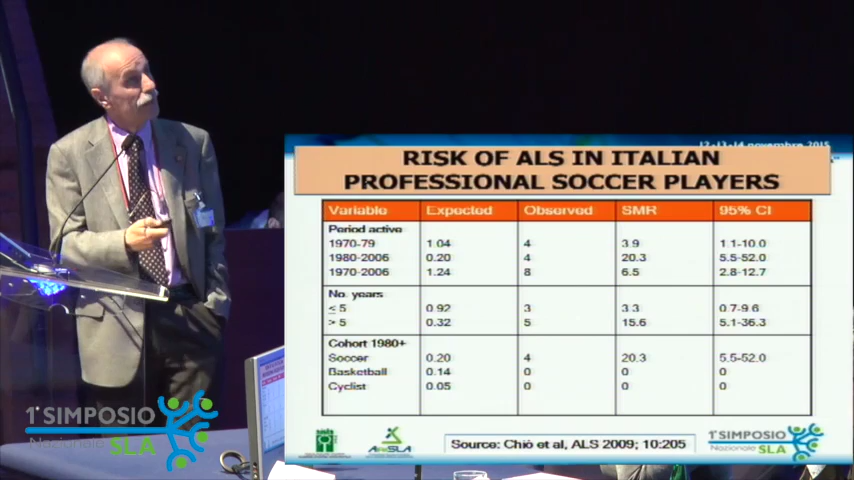 12-13-14 novembre 2015
RISK OF ALS IN ITALIAN
PROFESSIONAL SOCCER PLAYERS
Variable Expected Observed SMR 95% CI
Period active
1970-79 1.04 4 3.9 1.1-10.0
1980-2006 0.20 4 20.3 5.5-52.0
1970-2006 1.24 8 6.5 2.8-12.7
No. years
≤ 5 0.92 3 3.3 0.7-9.6
> 5 0.32 5 15.6 5.1-36.3
Cohort 1980+
Soccer 0.20 4 20.3 5.5-52.0
Basketball 0.14 0 0 0
Cyclist 0.05 0 0 0
AriSLA
Source: Chiò et al, ALS 2009; 10:205
1°SIMPOSIO
Nazionale SLA
1°SIMPOSIO
Nazionale SLA